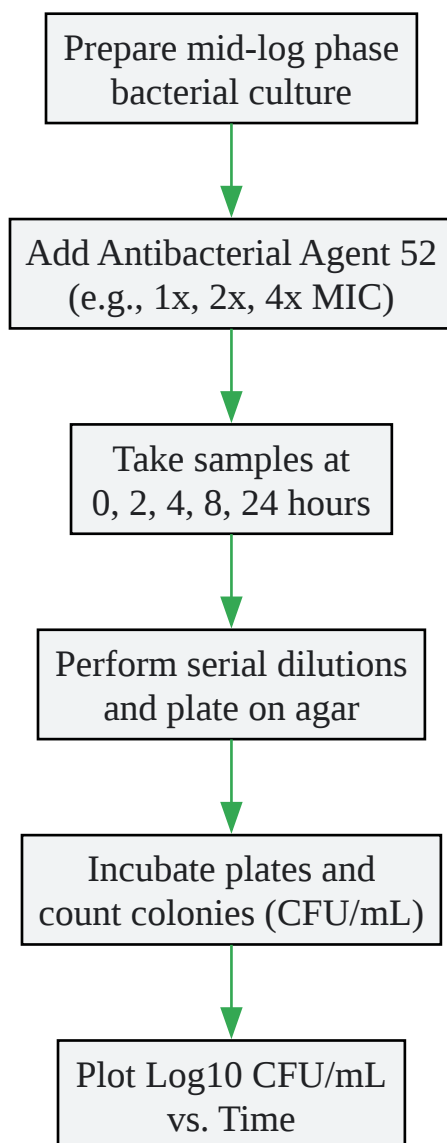 Prepare mid-log phase
bacterial culture
Add Antibacterial Agent 52
(e.g., 1x, 2x, 4x MIC)
Take samples at
0, 2, 4, 8, 24 hours
Perform serial dilutions
and plate on agar
Incubate plates and
count colonies (CFU/mL)
Plot Log10 CFU/mL
vs. Time